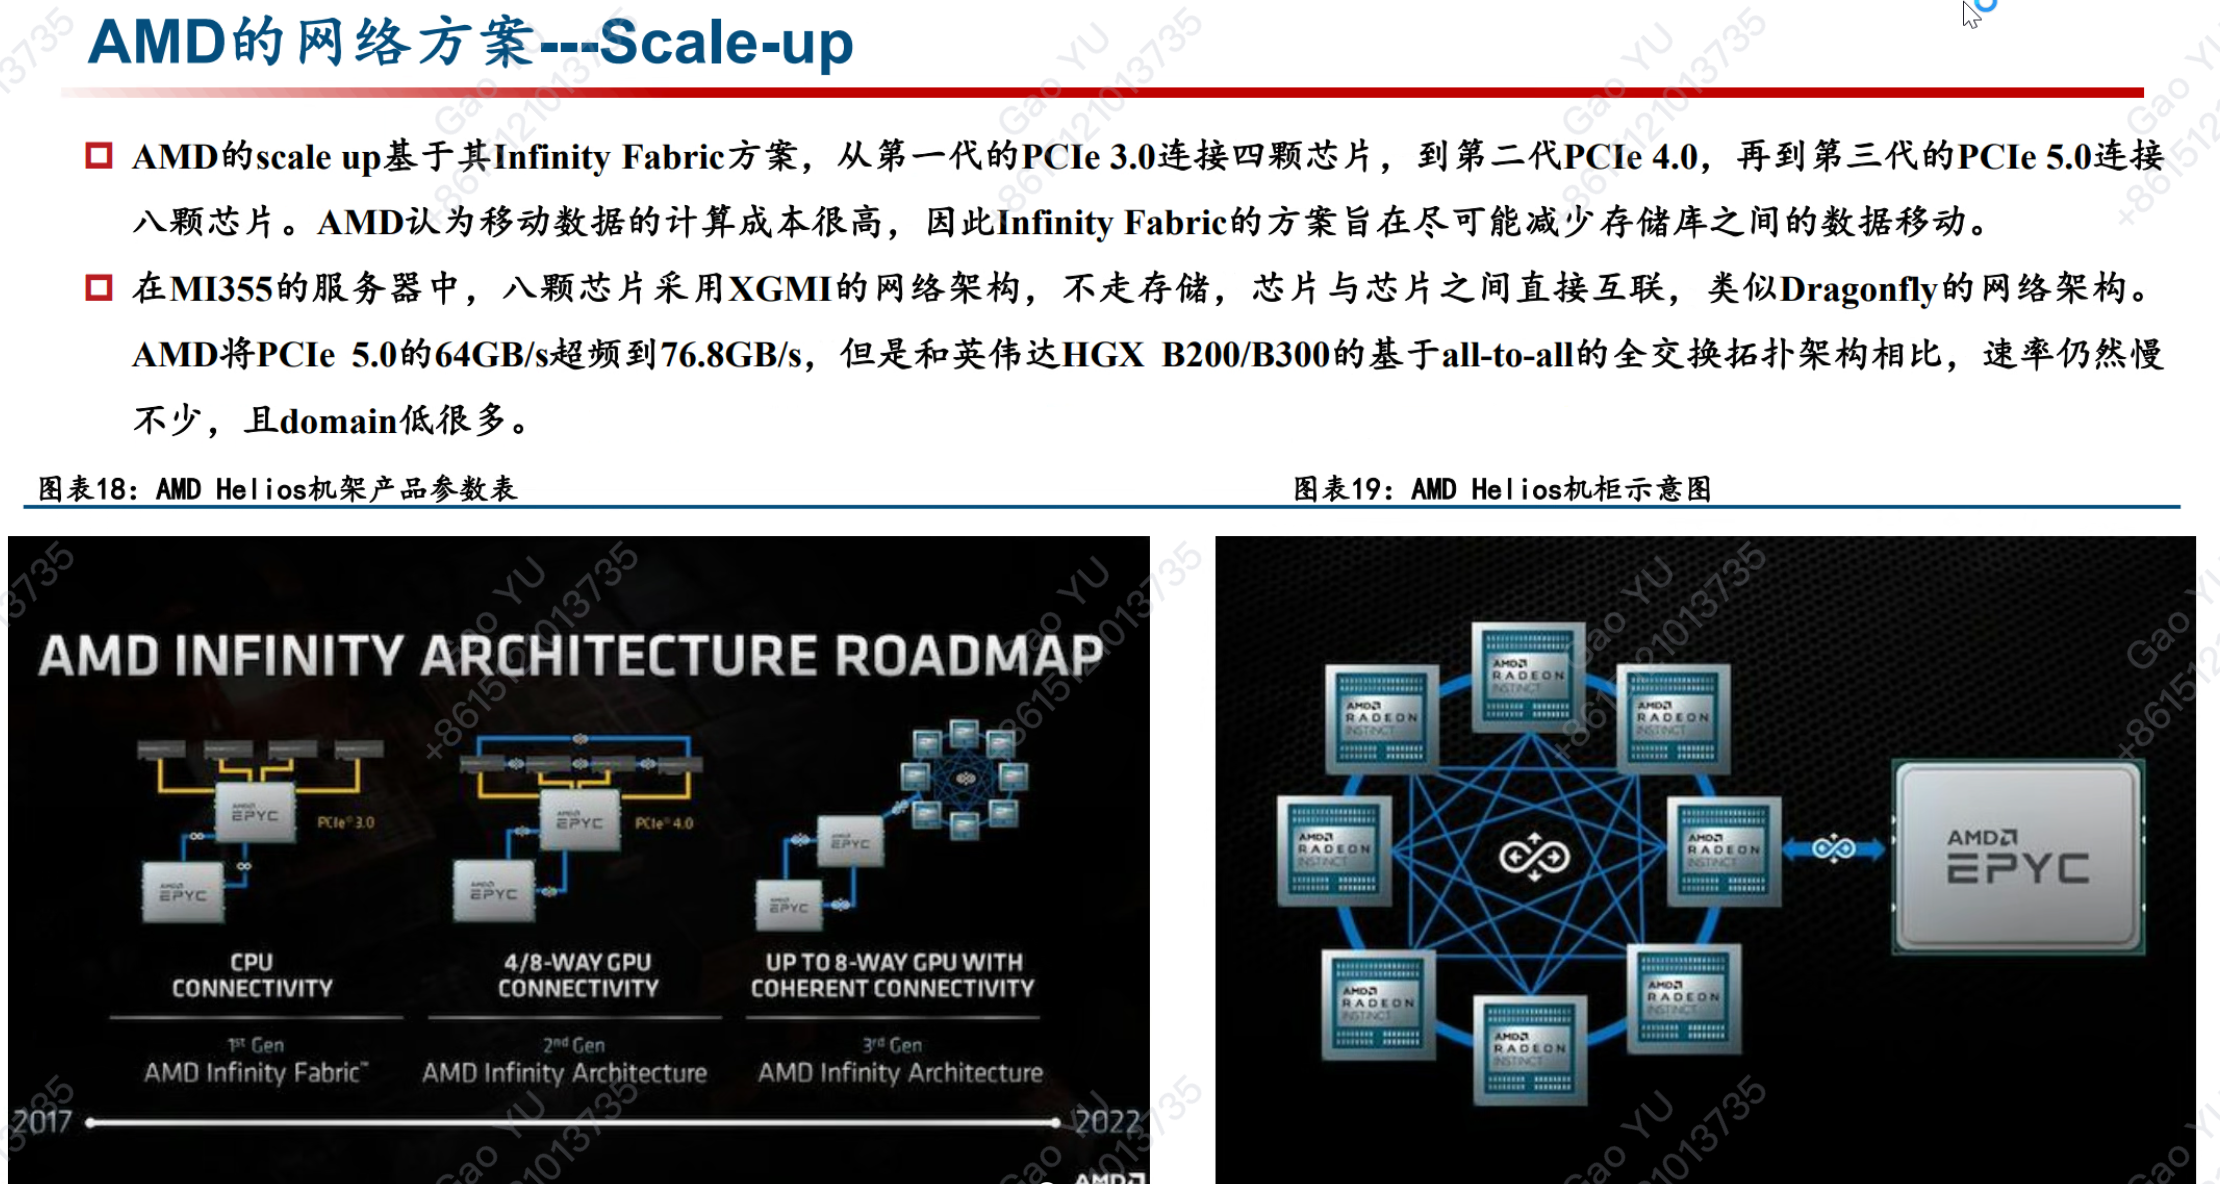 AMD的网络方案---Scale-up
AMD的scale up基于其Infinity Fabric方案，从第一代的PCIe 3.0连接四颗芯片，到第二代PCIe 4.0，再到第三代的PCIe 5.0连接
八颗芯片。AMD认为移动数据的计算成本很高，因此Infinity Fabric的方案旨在尽可能减少存储库之间的数据移动。
在MI355的服务器中，八颗芯片采用XGMI的网络架构，不走存储，芯片与芯片之间直接互联，类似Dragonfly的网络架构。
AMD将PCIe 5.0的64GB/s超频到76.8GB/s，但是和英伟达HGX B200/B300的基于all-to-all的全交换拓扑架构相比，速率仍然慢
不少，且domain低很多。
图表18：AMD Helios机架产品参数表
图表19：AMD Helios机柜示意图
AMD INFINITY ARCHITECTURE ROADMAP
AMD EPYC
PCIe® 3.0
AMD EPYC
AMD EPYC
PCIe® 4.0
AMD EPYC
AMD EPYC
AMD EPYC
CPU
CONNECTIVITY
4/8-WAY GPU
CONNECTIVITY
UP TO 8-WAY GPU WITH
COHERENT CONNECTIVITY
1st Gen
AMD Infinity Fabric™
2nd Gen
AMD Infinity Architecture
3rd Gen
AMD Infinity Architecture
2017
2022
AMD
AMD
RADEON
INSTINCT
AMD
RADEON
INSTINCT
AMD
RADEON
INSTINCT
AMD
RADEON
INSTINCT
AMD
RADEON
INSTINCT
AMD
EPYC
AMD
RADEON
INSTINCT
AMD
RADEON
INSTINCT
AMD
RADEON
INSTINCT
Gao YU
+8615121013735